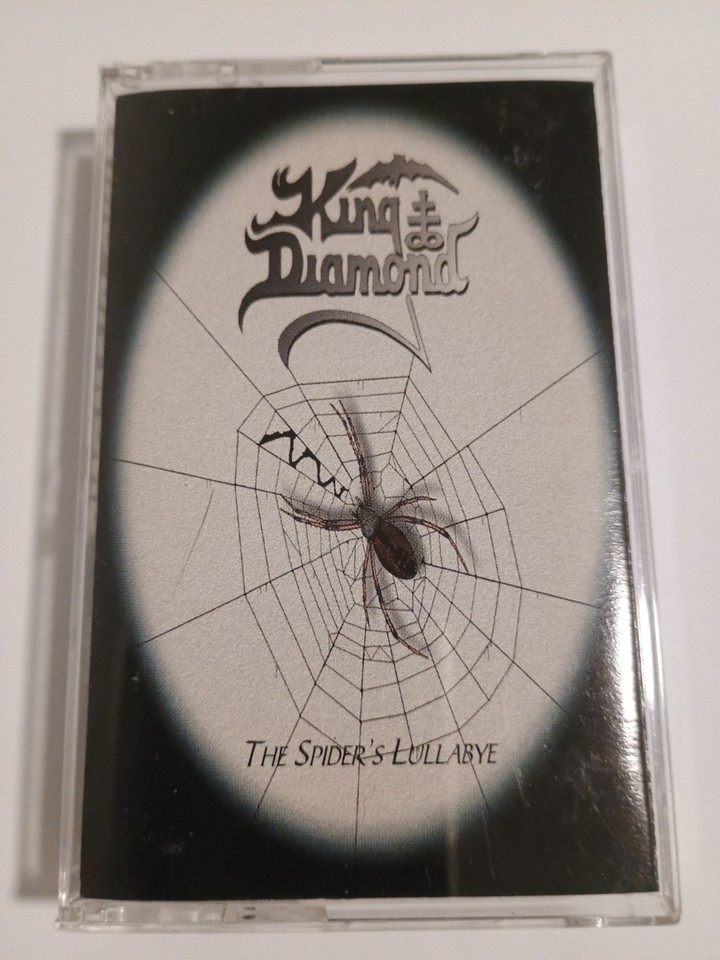 King
Diamond
The Spider's Lullabye